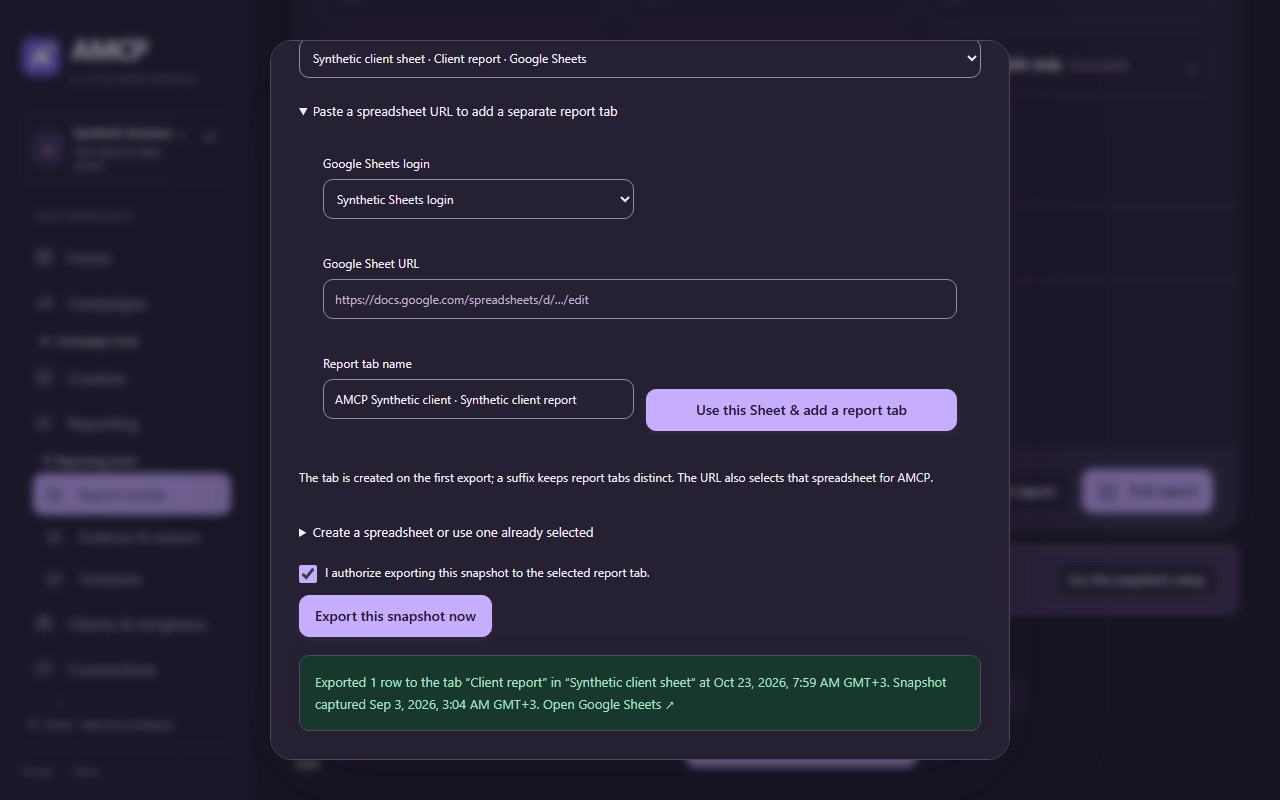 AMCP
Synthetic client sheet · Client report · Google Sheets
▼ Paste a spreadsheet URL to add a separate report tab
Google Sheets login
Synthetic Sheets login
Google Sheet URL
https://docs.google.com/spreadsheets/d/.../edit
Report tab name
AMCP Synthetic client · Synthetic client report
Use this Sheet & add a report tab
The tab is created on the first export; a suffix keeps report tabs distinct. The URL also selects that spreadsheet for AMCP.
▶ Create a spreadsheet or use one already selected
I authorize exporting this snapshot to the selected report tab.
Export this snapshot now
Exported 1 row to the tab “Client report” in “Synthetic client sheet” at Oct 23, 2026, 7:59 AM GMT+3. Snapshot
captured Sep 3, 2026, 3:04 AM GMT+3. Open Google Sheets ↗
Home
Campaigns
Creative
Reporting
Connections